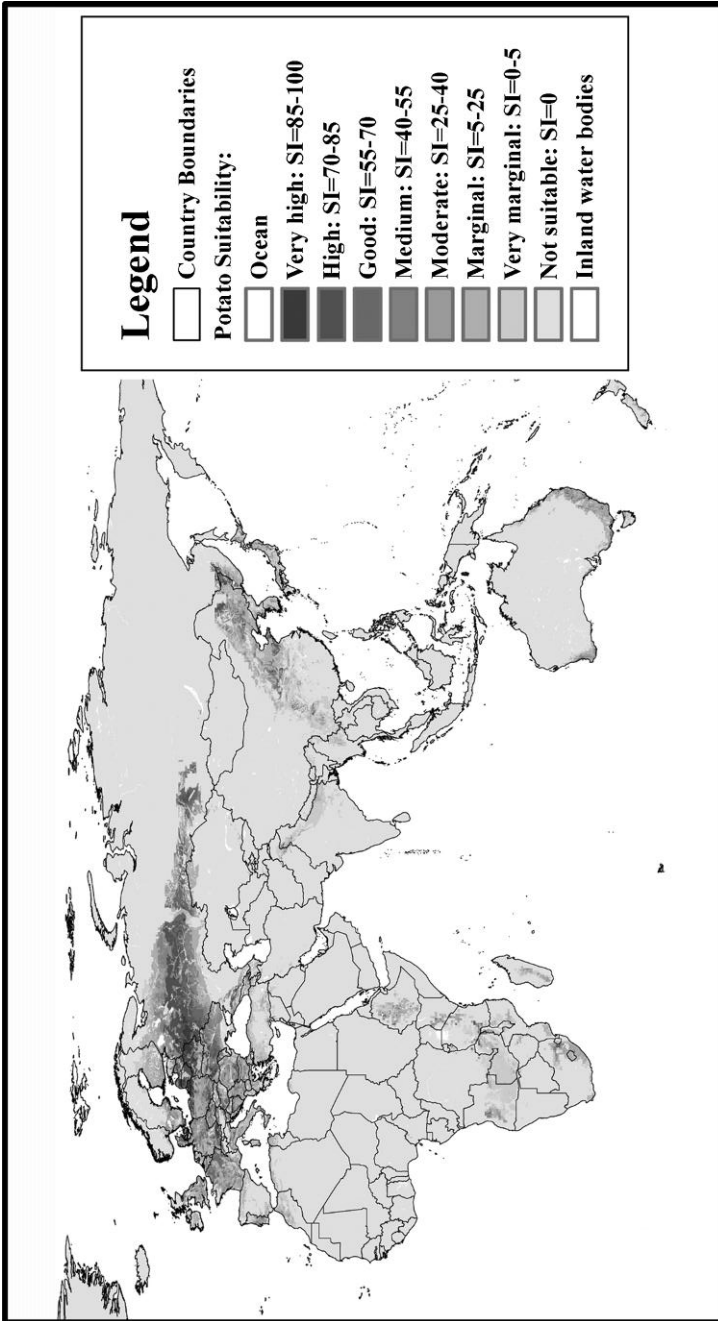 Legend
Country Boundaries
Potato Suitability:
Ocean
Very high: SI=85-100
High: SI=70-85
Good: SI=55-70
Medium: SI=40-55
Moderate: SI=25-40
Marginal: SI=5-25
Very marginal: SI=0-5
Not suitable: SI=0
Inland water bodies